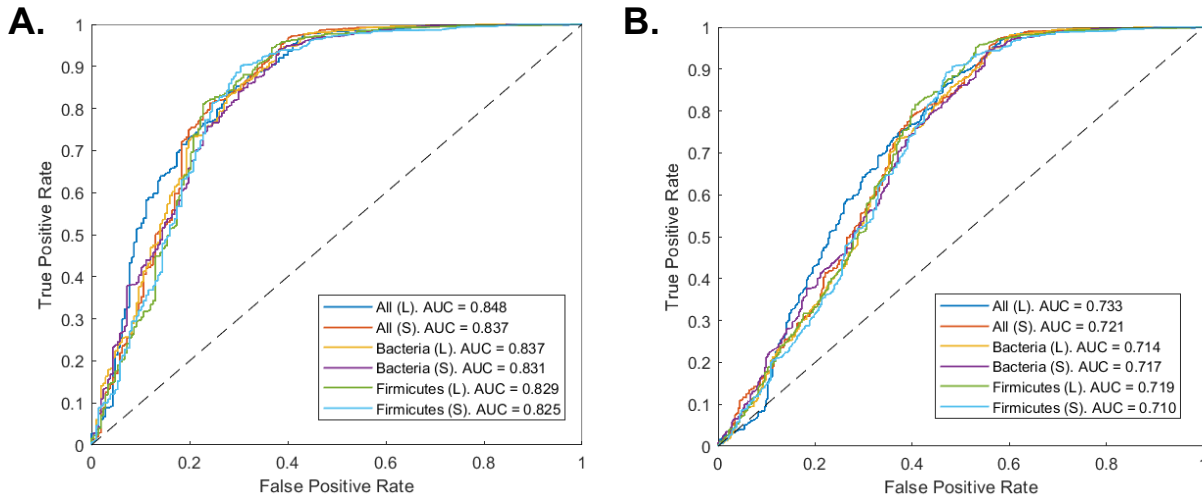 A.
1
0.9
0.8
0.7
0.6
0.5
0.4
0.3
0.2
0.1
0
True Positive Rate
All (L). AUC = 0.848
All (S). AUC = 0.837
Bacteria (L). AUC = 0.837
Bacteria (S). AUC = 0.831
Firmicutes (L). AUC = 0.829
Firmicutes (S). AUC = 0.825
0 0.2 0.4 0.6 0.8 1
False Positive Rate
B.
1
0.9
0.8
0.7
0.6
0.5
0.4
0.3
0.2
0.1
0
True Positive Rate
All (L). AUC = 0.733
All (S). AUC = 0.721
Bacteria (L). AUC = 0.714
Bacteria (S). AUC = 0.717
Firmicutes (L). AUC = 0.719
Firmicutes (S). AUC = 0.710
0 0.2 0.4 0.6 0.8 1
False Positive Rate